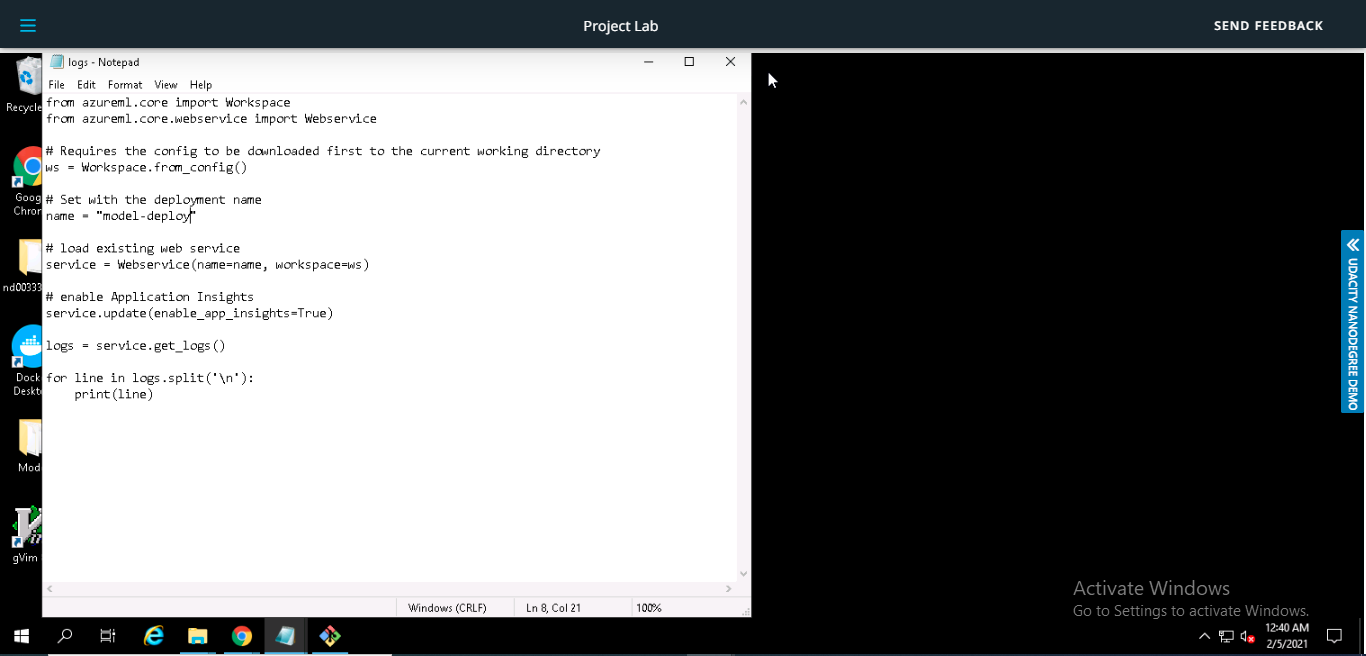 Project Lab
SEND FEEDBACK
logs - Notepad
File Edit Format View Help
from azureml.core import Workspace
from azureml.core.webservice import Webservice
# Requires the config to be downloaded first to the current working directory
ws = Workspace.from_config()
# Set with the deployment name
name = "model-deploy"
# load existing web service
service = Webservice(name=name, workspace=ws)
# enable Application Insights
service.update(enable_app_insights=True)
logs = service.get_logs()
for line in logs.split('\n'):
    print(line)
Windows (CRLF)
Ln 8, Col 21
100%
Recycle
Goog
Chron
nd00333
Dock
Deskt
Mod
gVim
UDACITY NANODEGREE DEMO
Activate Windows
Go to Settings to activate Windows.
12:40 AM
2/5/2021